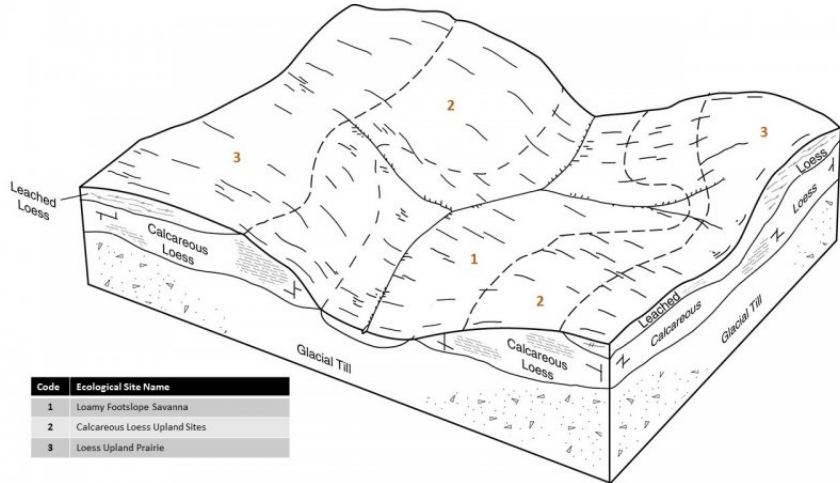 2
3
3
Leached
Loess
Calcareous
Loess
Loess
Loess
1
2
Leached
Calcareous
Glacial Till
Calcareous
Loess
Glacial Till
Code Ecological Site Name
1 Loamy Footslope Savanna
2 Calcareous Loess Upland Sites
3 Loess Upland Prairie